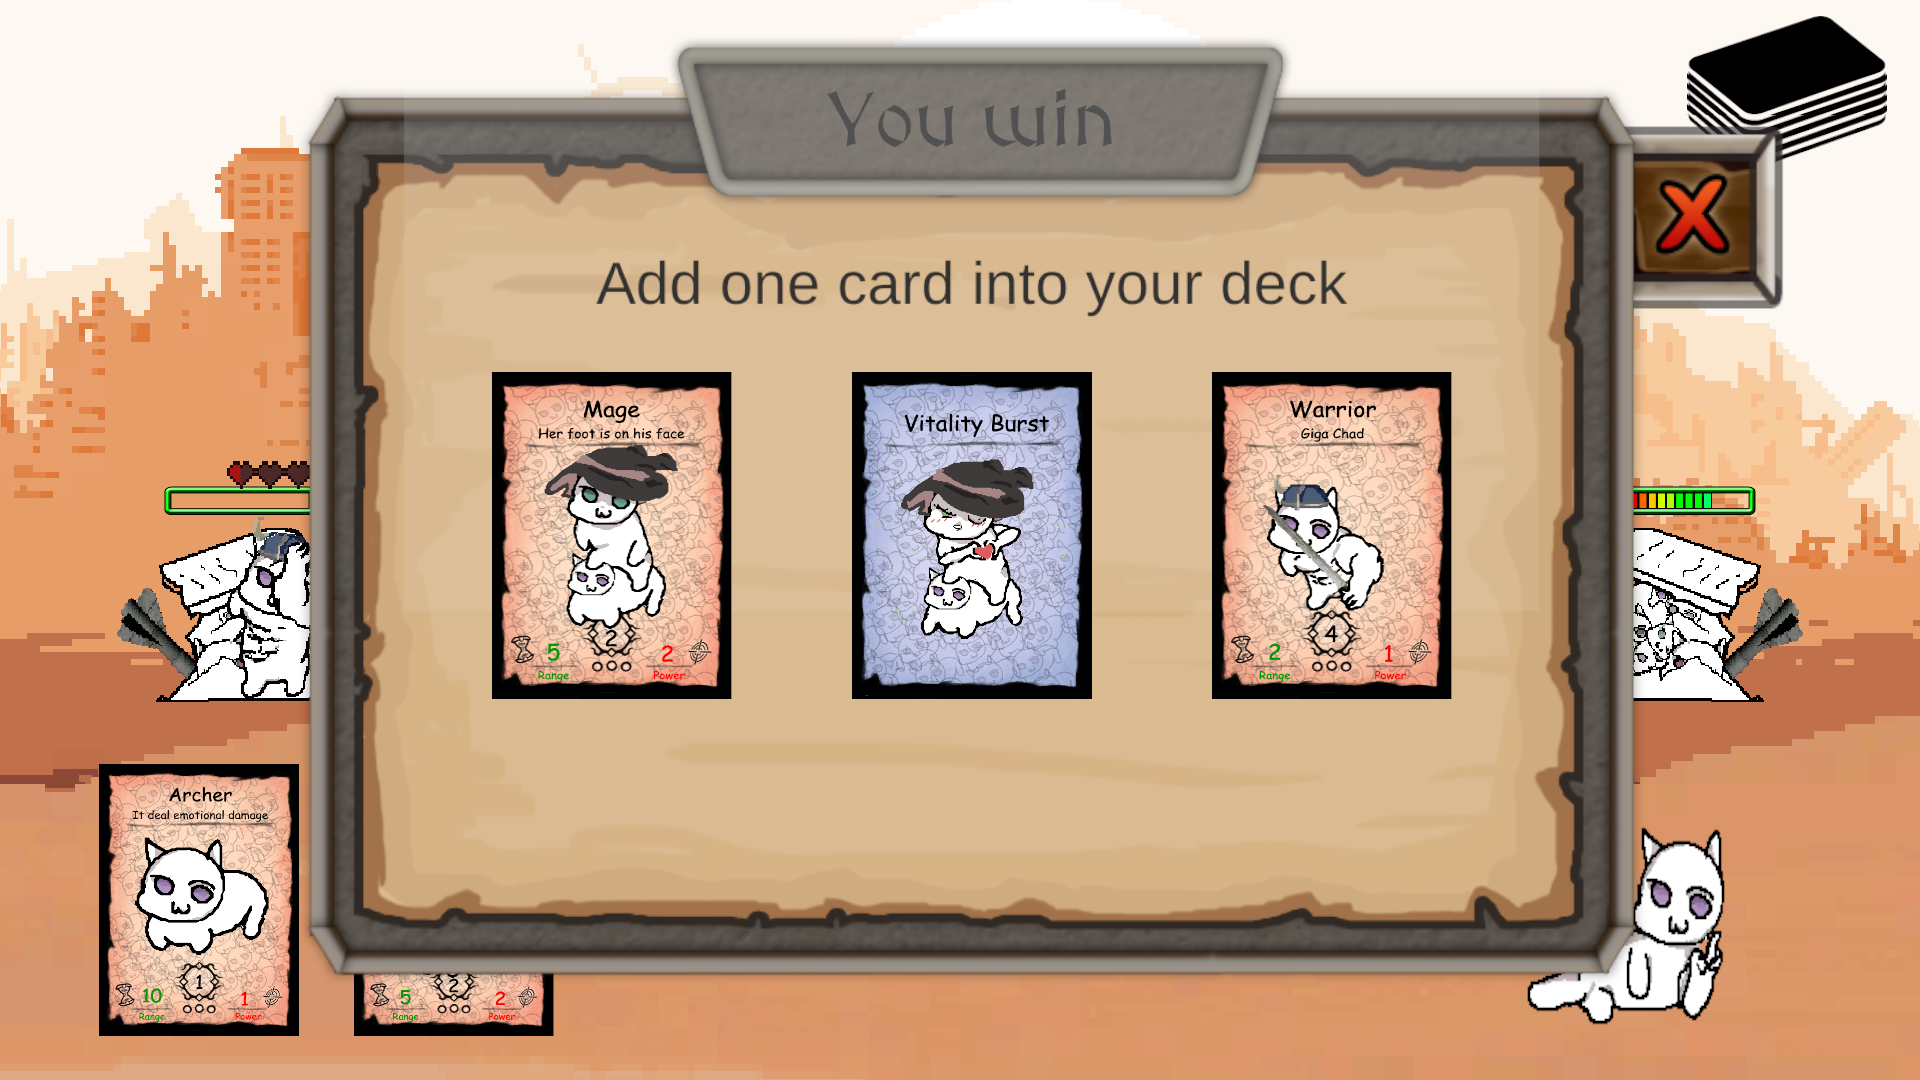 You win
Add one card into your deck
Mage
Her foot is on his face
2
5
Range
2
Power
Vitality Burst
Warrior
Giga Chad
4
2
Range
1
Power
Archer
It deal emotional damage
1
10
Range
1
Power
2
5
Range
2
Power